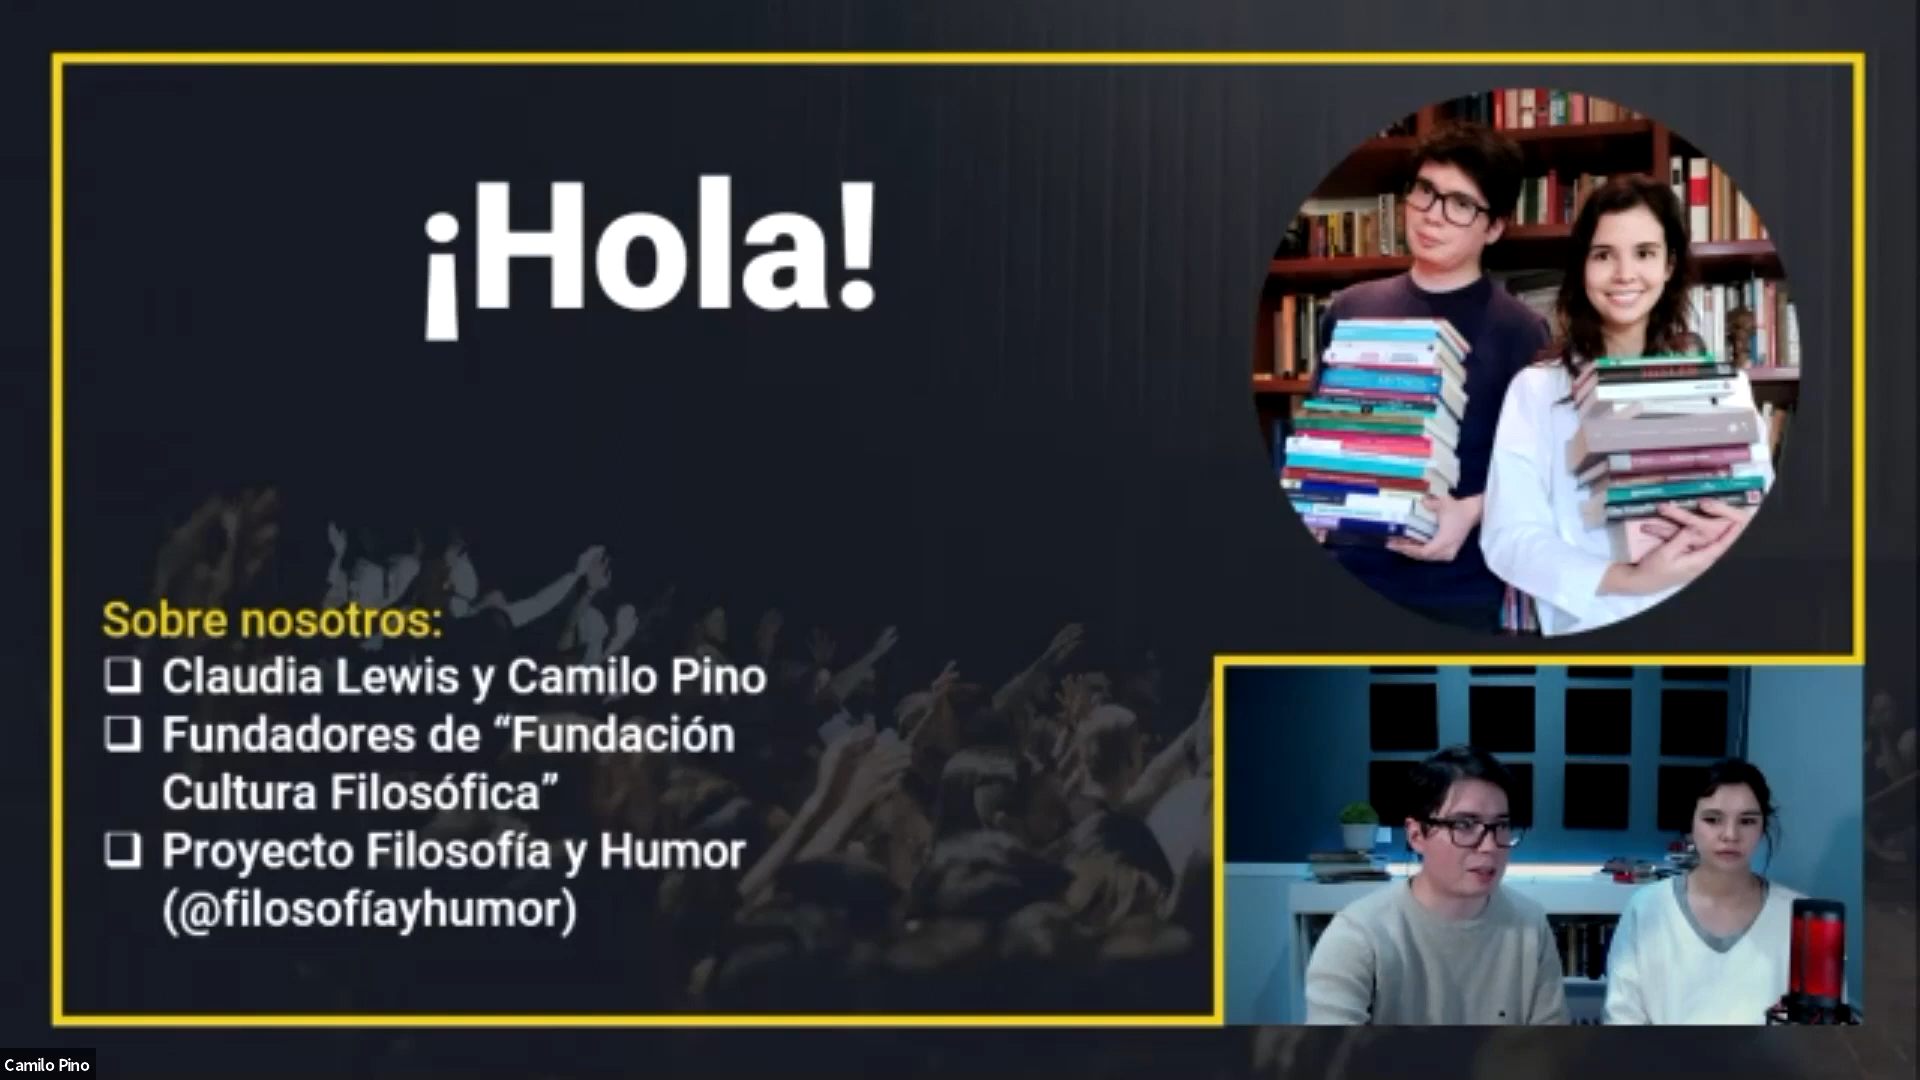 ¡Hola!
Sobre nosotros:
❑ Claudia Lewis y Camilo Pino
❑ Fundadores de “Fundación
Cultura Filosófica”
❑ Proyecto Filosofía y Humor
(@filosofíayhumor)
Camilo Pino